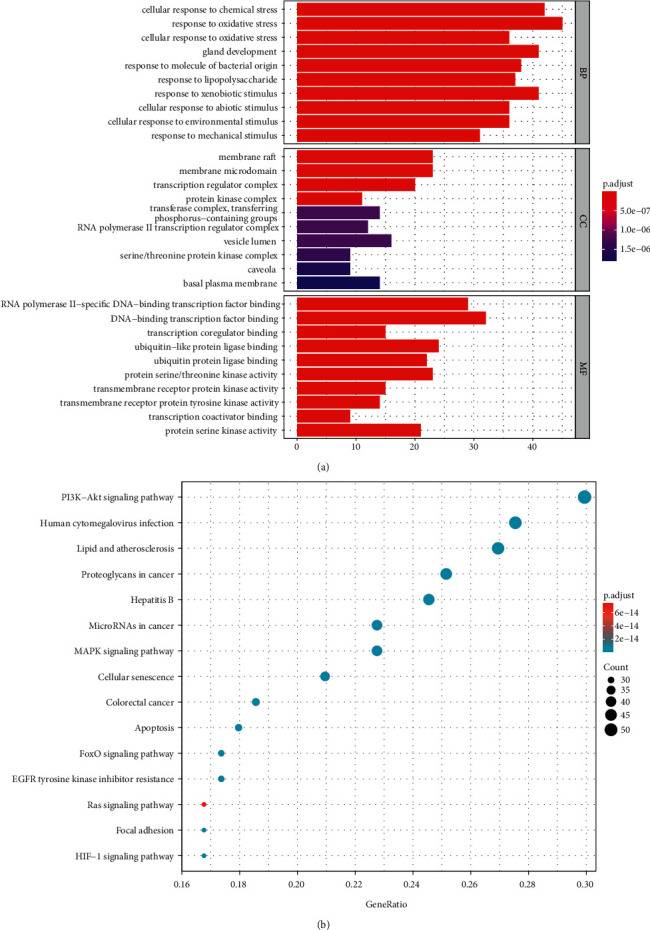 cellular response to chemical stress
response to oxidative stress
cellular response to oxidative stress
gland development
response to molecule of bacterial origin
response to lipopolysaccharide
response to xenobiotic stimulus
cellular response to abiotic stimulus
cellular response to environmental stimulus
response to mechanical stimulus
BP
membrane raft
membrane microdomain
transcription regulator complex
protein kinase complex
transferase complex, transferring
phosphorus−containing groups
RNA polymerase II transcription regulator complex
vesicle lumen
serine/threonine protein kinase complex
caveola
basal plasma membrane
CC
RNA polymerase II−specific DNA−binding transcription factor binding
DNA−binding transcription factor binding
transcription coregulator binding
ubiquitin−like protein ligase binding
ubiquitin protein ligase binding
protein serine/threonine kinase activity
transmembrane receptor protein kinase activity
transmembrane receptor protein tyrosine kinase activity
transcription coactivator binding
protein serine kinase activity
MF
0 10 20 30 40
p.adjust
5.0e−07
1.0e−06
1.5e−06
(a)
PI3K−Akt signaling pathway
Human cytomegalovirus infection
Lipid and atherosclerosis
Proteoglycans in cancer
Hepatitis B
MicroRNAs in cancer
MAPK signaling pathway
Cellular senescence
Colorectal cancer
Apoptosis
FoxO signaling pathway
EGFR tyrosine kinase inhibitor resistance
Ras signaling pathway
Focal adhesion
HIF−1 signaling pathway
0.16 0.18 0.20 0.22 0.24 0.26 0.28 0.30
GeneRatio
p.adjust
6e−14
4e−14
2e−14
Count
30
35
40
45
50
(b)